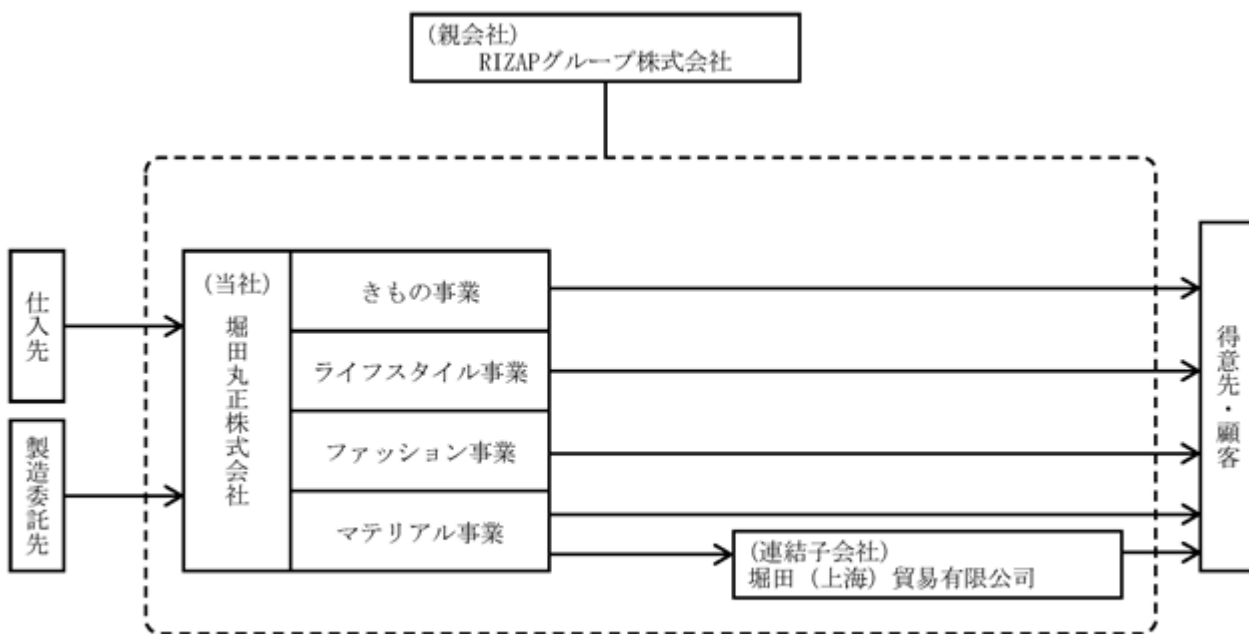 (親会社)
RIZAPグループ株式会社
仕入先
製造委託先
(当社)
堀田丸正株式会社
きもの事業
ライフスタイル事業
ファッション事業
マテリアル事業
(連結子会社)
堀田(上海)貿易有限公司
得意先・顧客